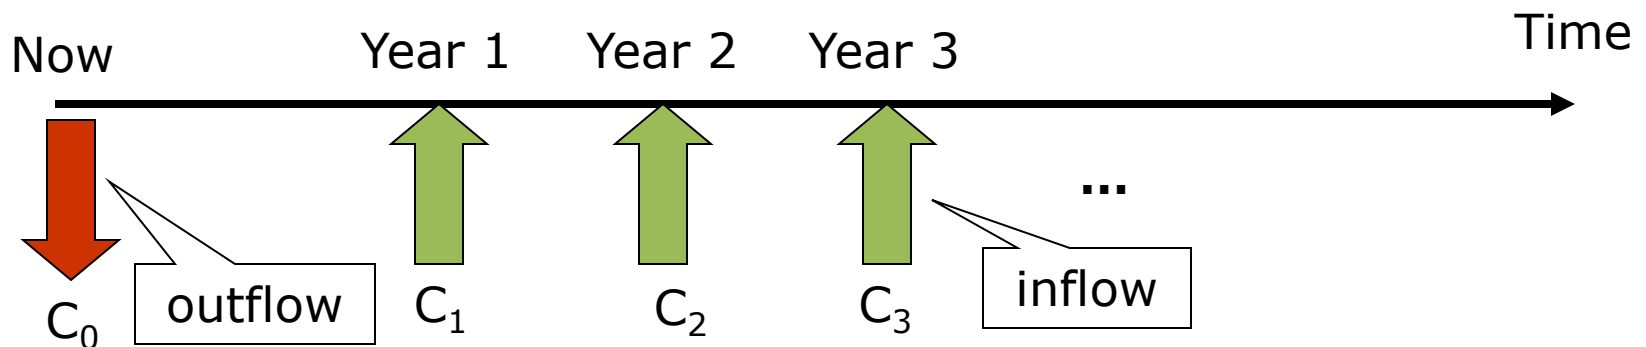 Now Year 1 Year 2 Year 3 Time
...
outflow
inflow
C₀ C₁ C₂ C₃